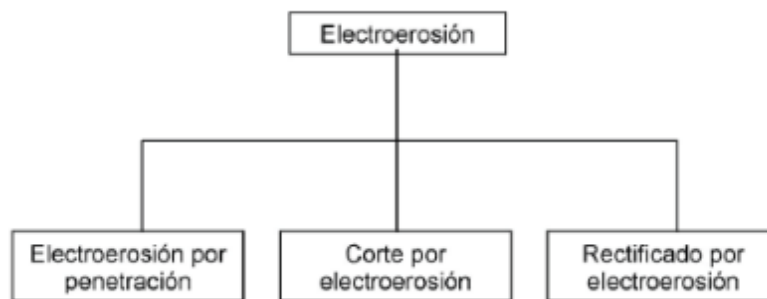 Electroerosión
Electroerosión por
penetración
Corte por
electroerosión
Rectificado por
electroerosión